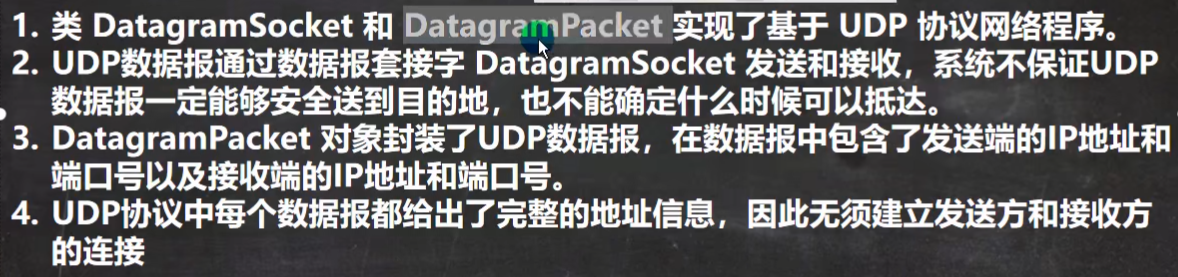 1. 类 DatagramSocket 和 DatagramPacket 实现了基于 UDP 协议网络程序。
2. UDP数据报通过数据报套接字 DatagramSocket 发送和接收，系统不保证UDP
数据报一定能够安全送到目的地，也不能确定什么时候可以抵达。
3. DatagramPacket 对象封装了UDP数据报，在数据报中包含了发送端的IP地址和
端口号以及接收端的IP地址和端口号。
4. UDP协议中每个数据报都给出了完整的地址信息，因此无须建立发送方和接收方
的连接